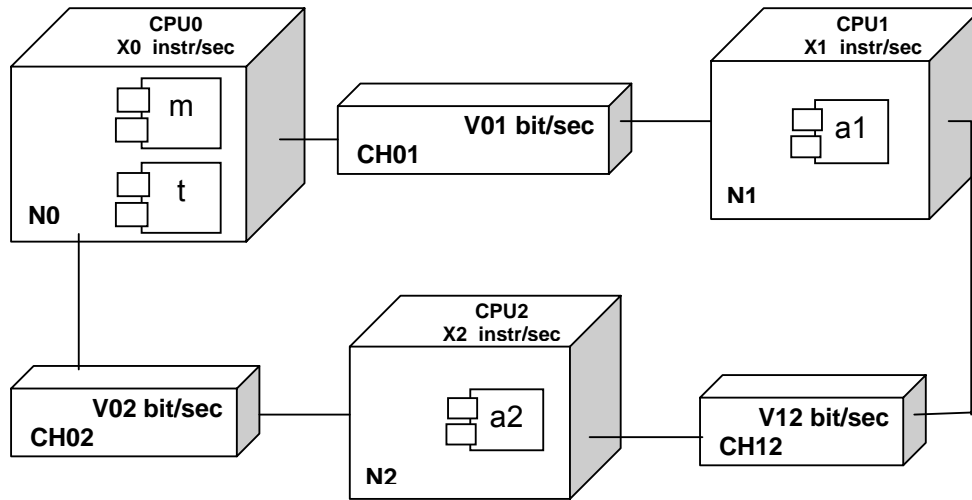 CPU0
X0 instr/sec
m
t
N0
V01 bit/sec
CH01
CPU1
X1 instr/sec
a1
N1
CPU2
X2 instr/sec
a2
N2
V02 bit/sec
CH02
V12 bit/sec
CH12